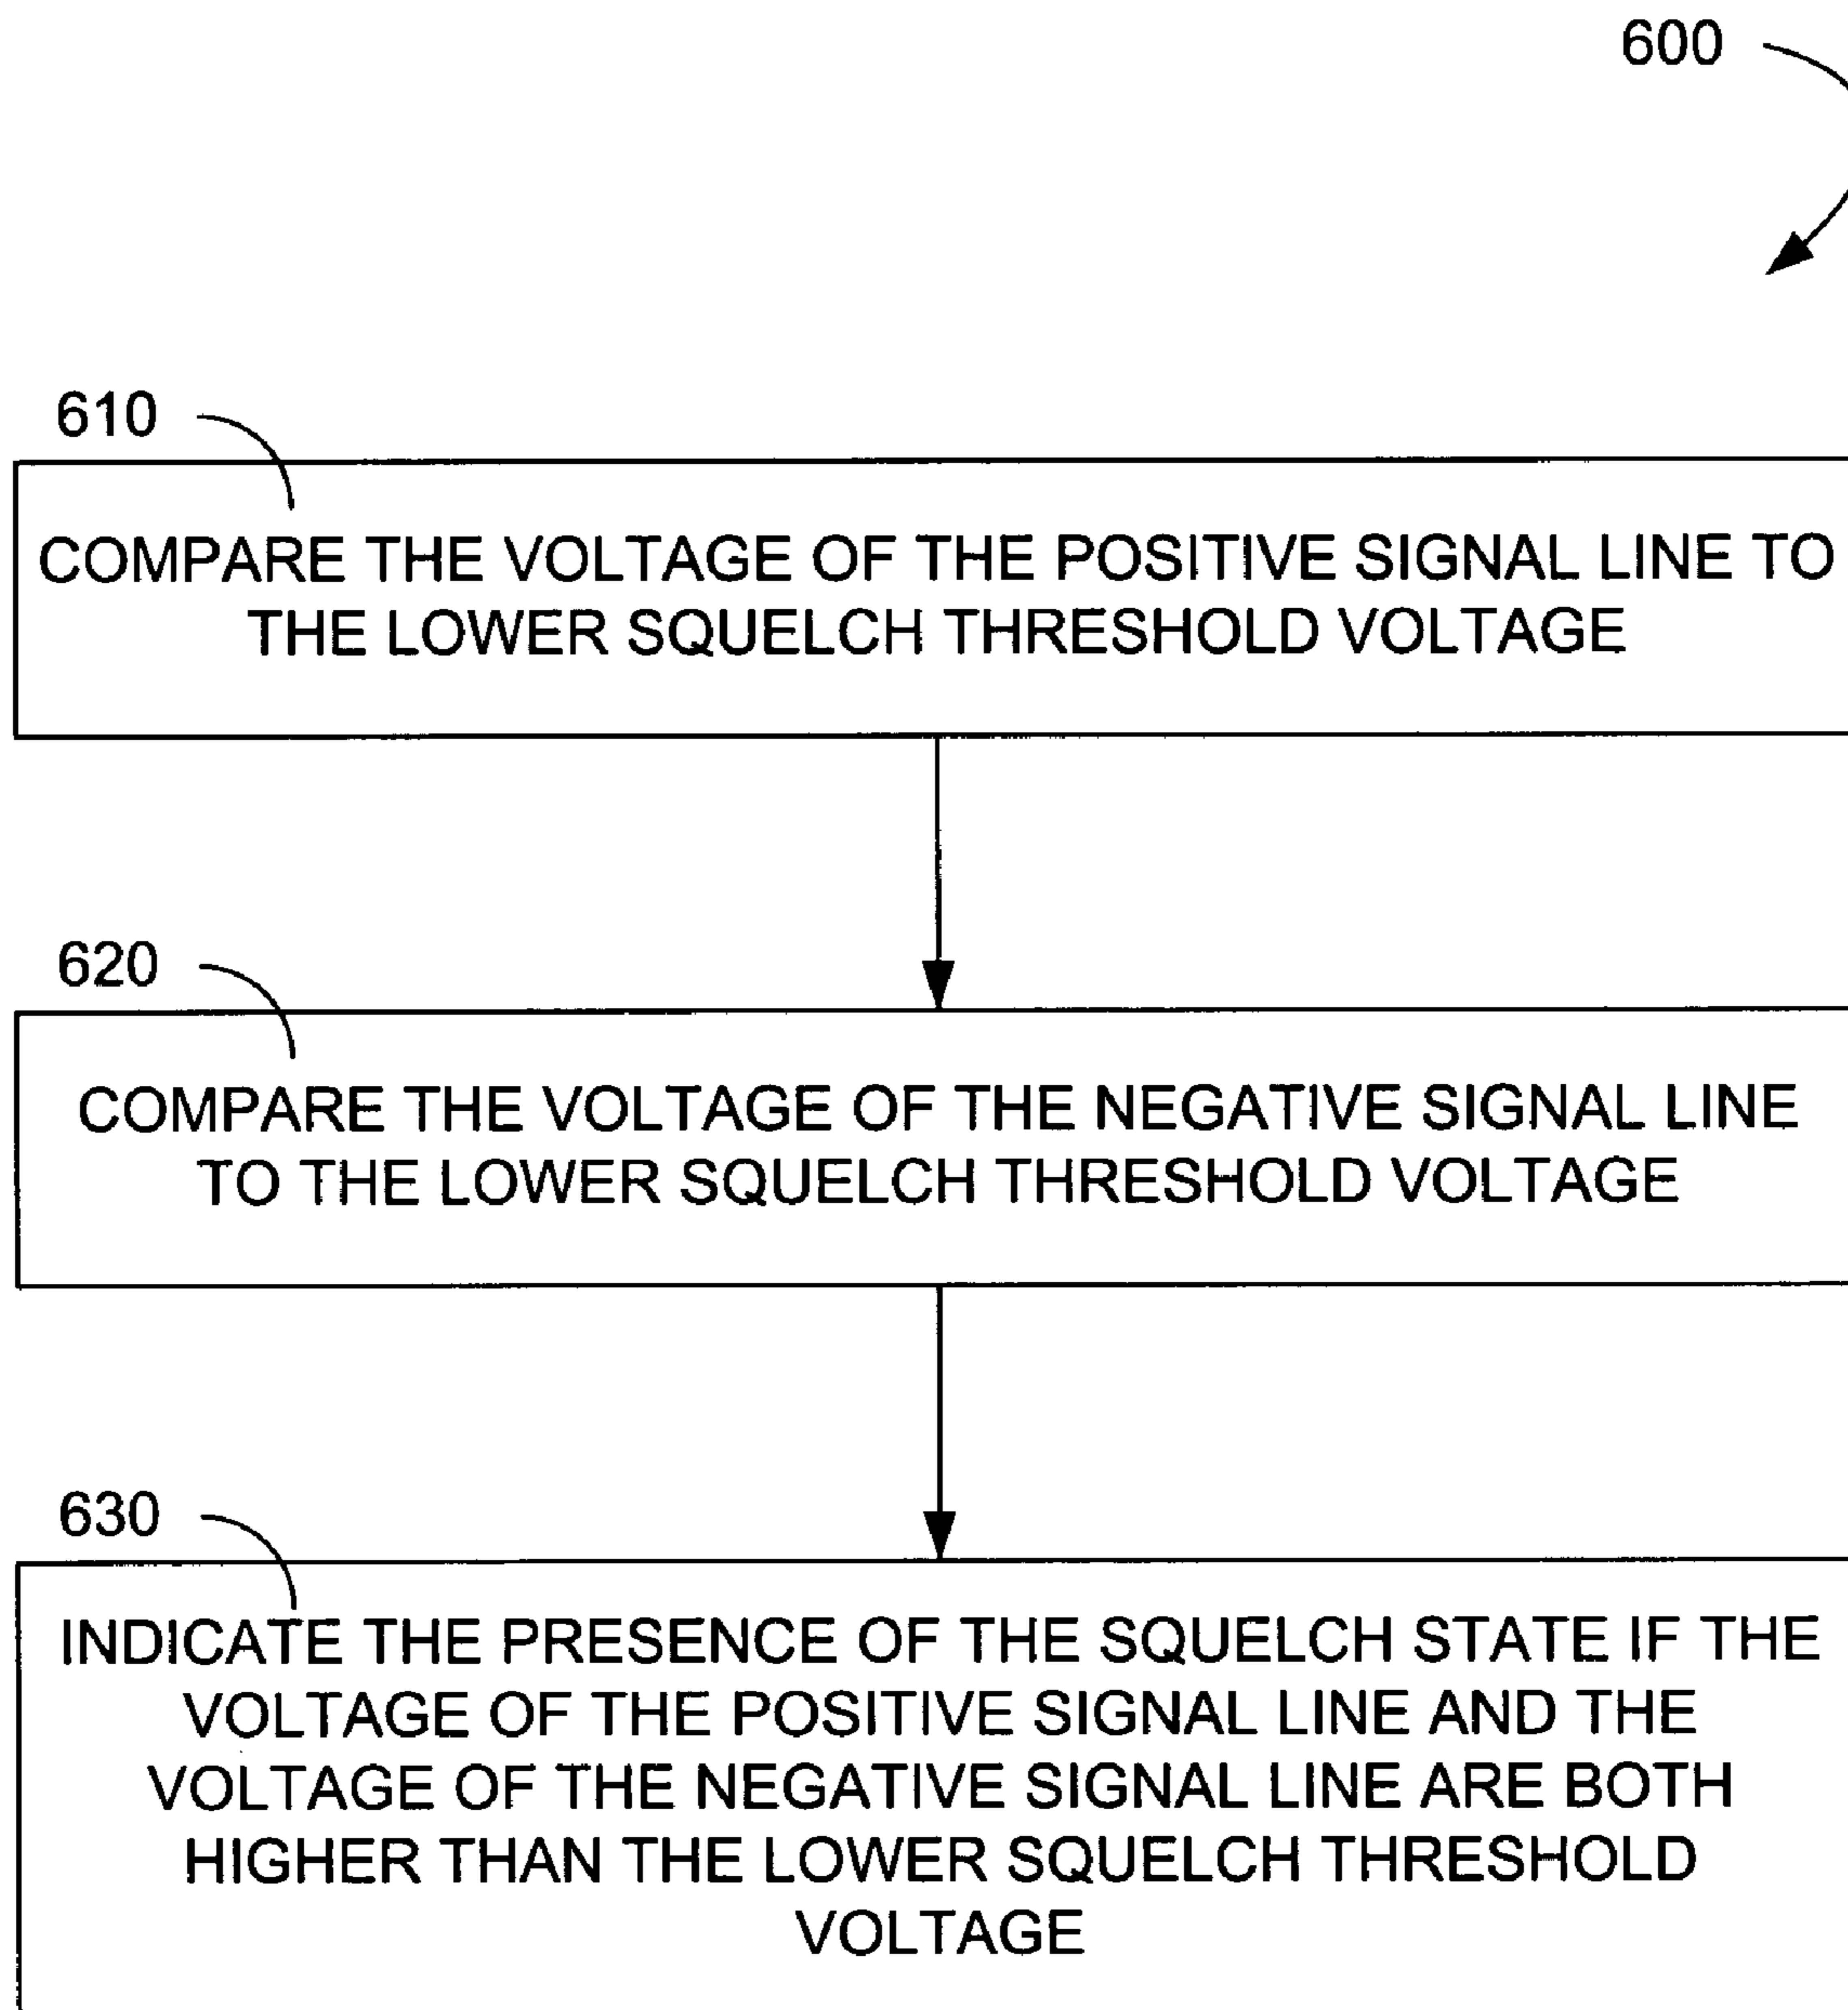 600
610
COMPARE THE VOLTAGE OF THE POSITIVE SIGNAL LINE TO
THE LOWER SQUELCH THRESHOLD VOLTAGE
620
COMPARE THE VOLTAGE OF THE NEGATIVE SIGNAL LINE
TO THE LOWER SQUELCH THRESHOLD VOLTAGE
630
INDICATE THE PRESENCE OF THE SQUELCH STATE IF THE
VOLTAGE OF THE POSITIVE SIGNAL LINE AND THE
VOLTAGE OF THE NEGATIVE SIGNAL LINE ARE BOTH
HIGHER THAN THE LOWER SQUELCH THRESHOLD
VOLTAGE